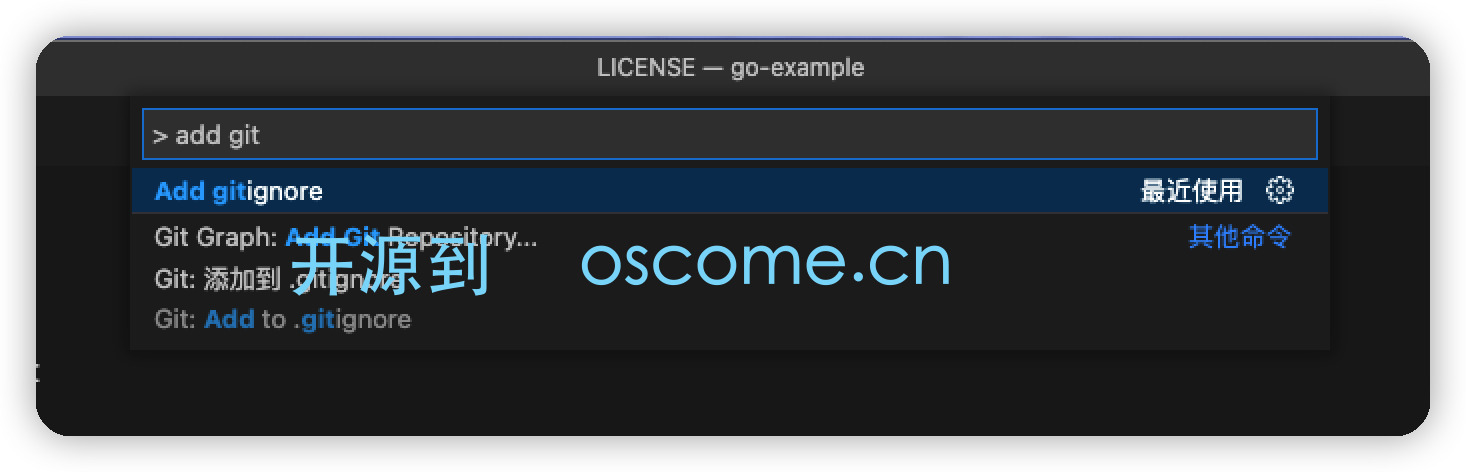 LICENSE — go-example
> add git
Add gitignore 最近使用
Git Graph: Add Git Repository... 其他命令
开源到 oscome.cn
Git: 添加到 .gitignore
Git: Add to .gitignore